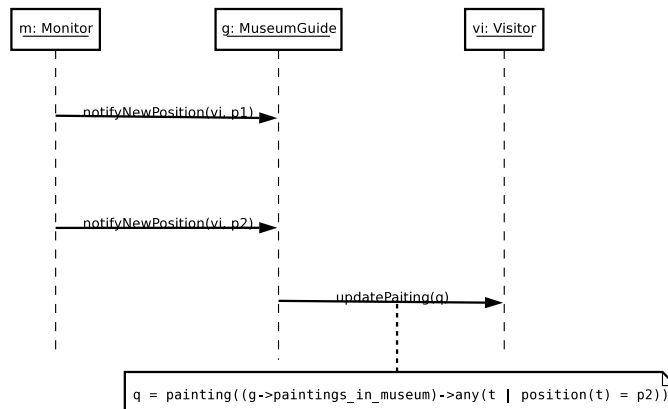 m: Monitor
g: MuseumGuide
vi: Visitor
notifyNewPosition(vi, p1)
notifyNewPosition(vi, p2)
updatePaiting(q)
q = painting((g->paintings_in_museum)->any(t | position(t) = p2))